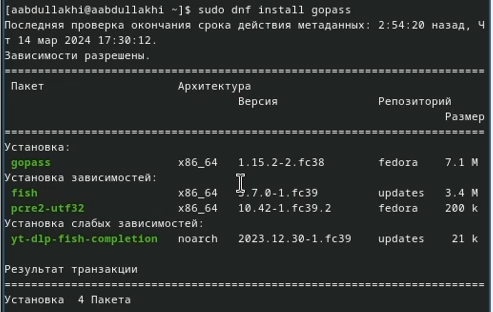 [aabdullakhi@aabdullakhi ~]$ sudo dnf install gopass
Последняя проверка окончания срока действия метаданных: 2:54:20 назад, Ч
т 14 мар 2024 17:30:12.
Зависимости разрешены.
================================================================
Пакет Архитектура
Версия Репозиторий
Размер
================================================================
Установка:
gopass x86_64 1.15.2-2.fc38 fedora 7.1 M
Установка зависимостей:
fish x86_64 .7.0-1.fc39 updates 3.4 M
pcre2-utf32 x86_64 10.42-1.fc39.2 fedora 200 k
Установка слабых зависимостей:
yt-dlp-fish-completion noarch 2023.12.30-1.fc39 updates 21 k
Результат транзакции
================================================================
Установка 4 Пакета